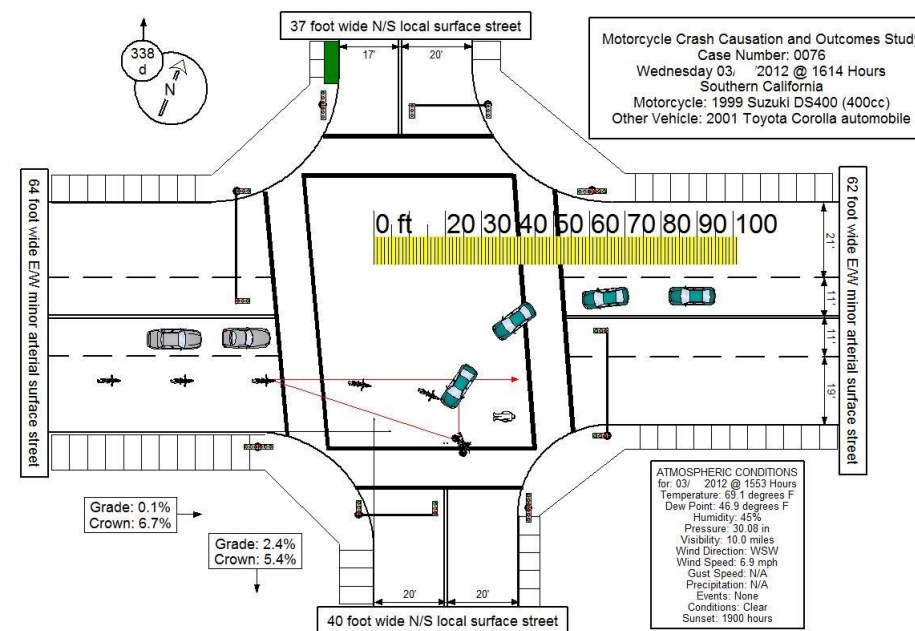 37 foot wide N/S local surface street
Motorcycle Crash Causation and Outcomes Study
Case Number: 0076
Wednesday 03/ 2012 @ 1614 Hours
Southern California
Motorcycle: 1999 Suzuki DS400 (400cc)
Other Vehicle: 2001 Toyota Corolla automobile
338
d
N
17'
20'
64 foot wide E/W minor arterial surface street
62 foot wide E/W minor arterial surface street
0 ft 20 30 40 50 60 70 80 90 100
21'
11'
11'
19'
Grade: 0.1%
Crown: 6.7%
Grade: 2.4%
Crown: 5.4%
ATMOSPHERIC CONDITIONS
for: 03/ 2012 @ 1553 Hours
Temperature: 69.1 degrees F
Dew Point: 46.9 degrees F
Humidity: 45%
Pressure: 30.08 in
Visibility: 10.0 miles
Wind Direction: WSW
Wind Speed: 6.9 mph
Gust Speed: N/A
Precipitation: N/A
Events: None
Conditions: Clear
Sunset: 1900 hours
20'
20'
40 foot wide N/S local surface street